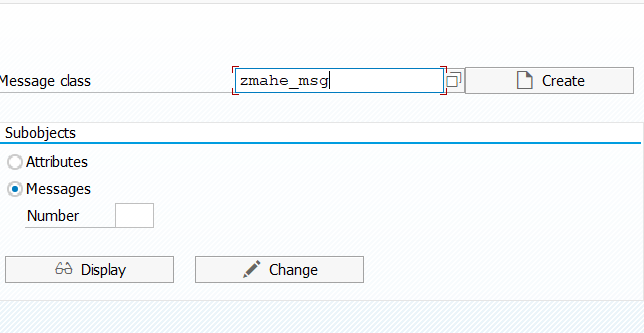 Message class zmahe_msg Create
Subobjects
Attributes
Messages
Number
Display Change